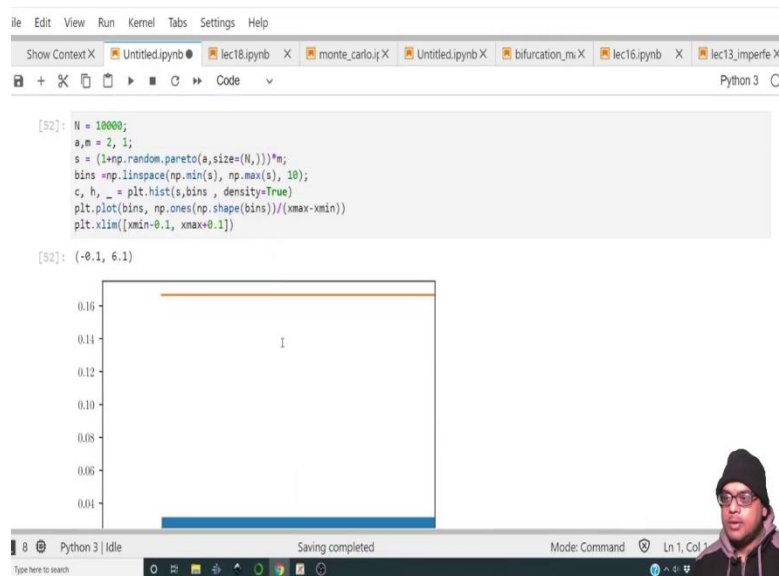 ile Edit View Run Kernel Tabs Settings Help
Show Context X Untitled.ipynb lec18.ipynb X monte_carlo.ip X Untitled.ipynb X bifurcation_ma X lec16.ipynb X lec13_imperfe X
Code Python 3
[52]: N = 10000;
a,m = 2, 1;
s = (1+np.random.pareto(a,size=(N,)))*m;
bins =np.linspace(np.min(s), np.max(s), 10);
c, h, _ = plt.hist(s,bins , density=True)
plt.plot(bins, np.ones(np.shape(bins))/(xmax-xmin))
plt.xlim([xmin-0.1, xmax+0.1])
[52]: (-0.1, 6.1)
0.16
0.14
0.12
0.10
0.08
0.06
0.04
8 Python 3 | Idle Saving completed Mode: Command Ln 1, Col 1
Type here to search